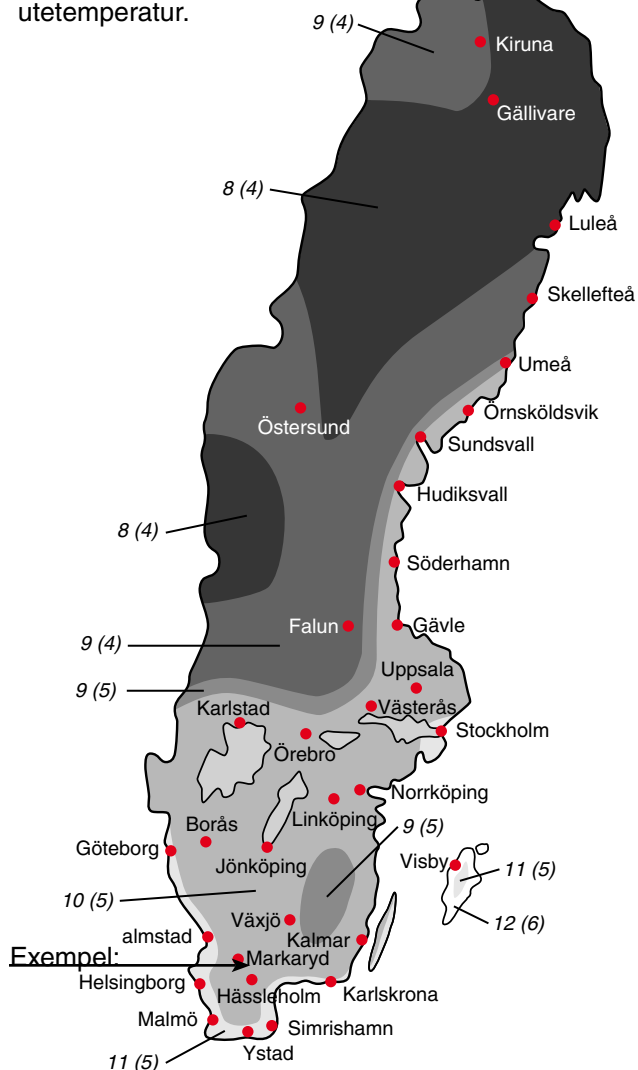 utetemperatur.
9 (4)
Kiruna
Gällivare
8 (4)
Luleå
Skellefteå
Umeå
Östersund
Örnsköldsvik
Sundsvall
Hudiksvall
8 (4)
Söderhamn
Falun
Gävle
9 (4)
Uppsala
9 (5)
Karlstad
Västerås
Stockholm
Örebro
Norrköping
Linköping
Borås
9 (5)
Göteborg
Jönköping
Visby
11 (5)
10 (5)
Växjö
12 (6)
almstad
Kalmar
Exempel:
Markaryd
Helsingborg
Hässleholm
Karlskrona
Malmö
Simrishamn
Ystad
11 (5)